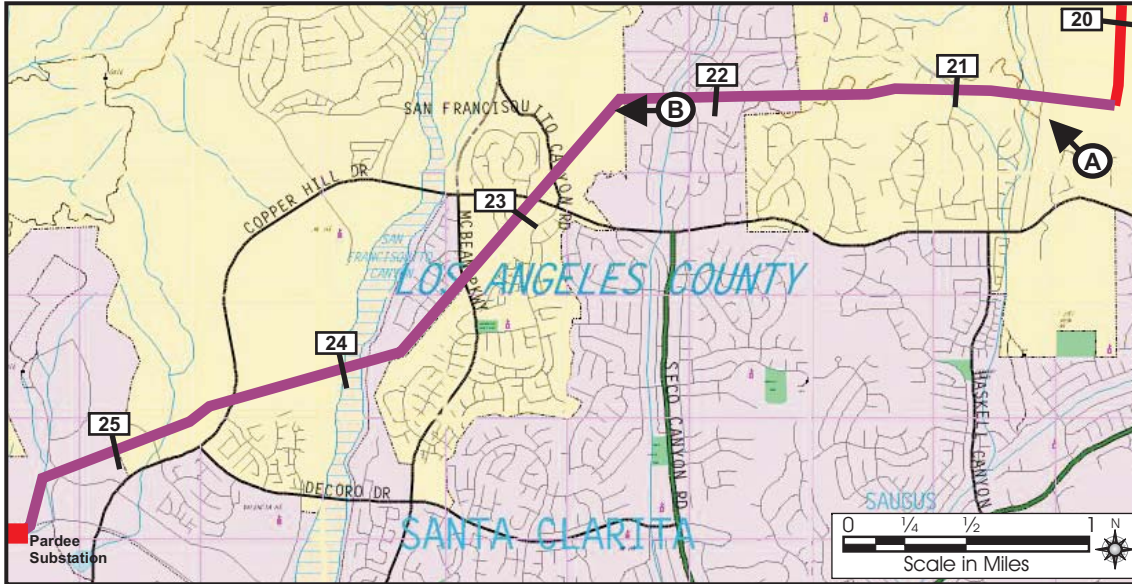 20
21
22
B
A
SAN FRANCISQUITO CANYON RD
COPPER HILL DR
23
MCBEAN PKWY
SAN
FRANCISQUITO
CANYON
LOS ANGELES COUNTY
24
SECO CANYON RD
HASKEL CANYON
25
DECORO DR
SAUGUS
SANTA CLARITA
Pardee
Substation
0 ¼ ½ 1 N
Scale in Miles